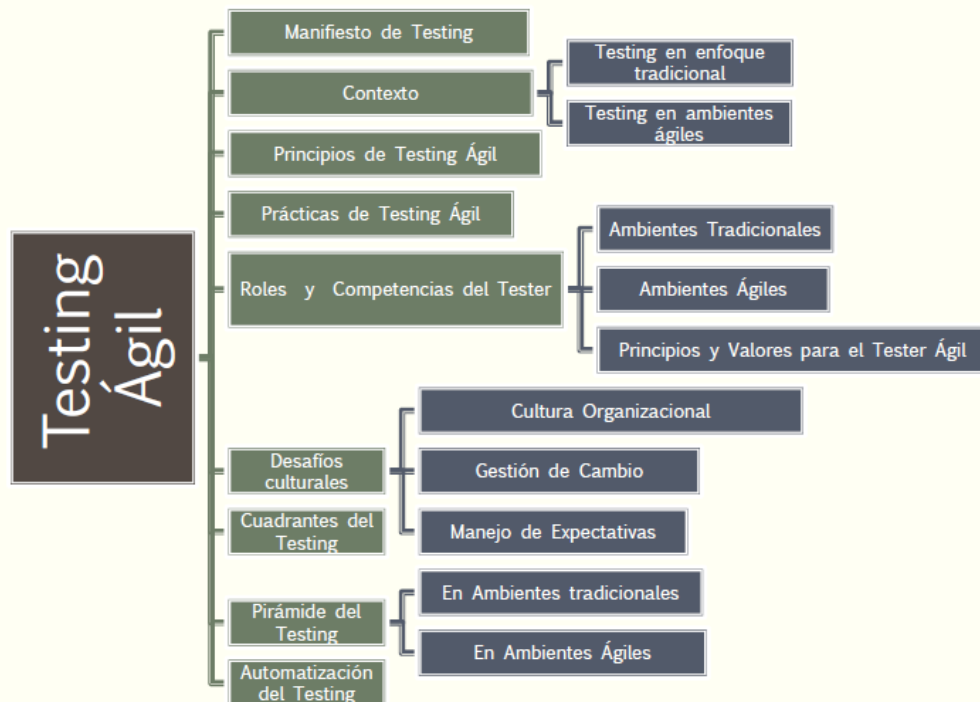 Testing
Ágil
Manifiesto de Testing
Contexto
Testing en enfoque
tradicional
Testing en ambientes
ágiles
Principios de Testing Ágil
Prácticas de Testing Ágil
Roles y Competencias del Tester
Ambientes Tradicionales
Ambientes Ágiles
Principios y Valores para el Tester Ágil
Desafíos
culturales
Cultura Organizacional
Gestión de Cambio
Manejo de Expectativas
Cuadrantes del
Testing
Pirámide del
Testing
En Ambientes tradicionales
En Ambientes Ágiles
Automatización
del Testing